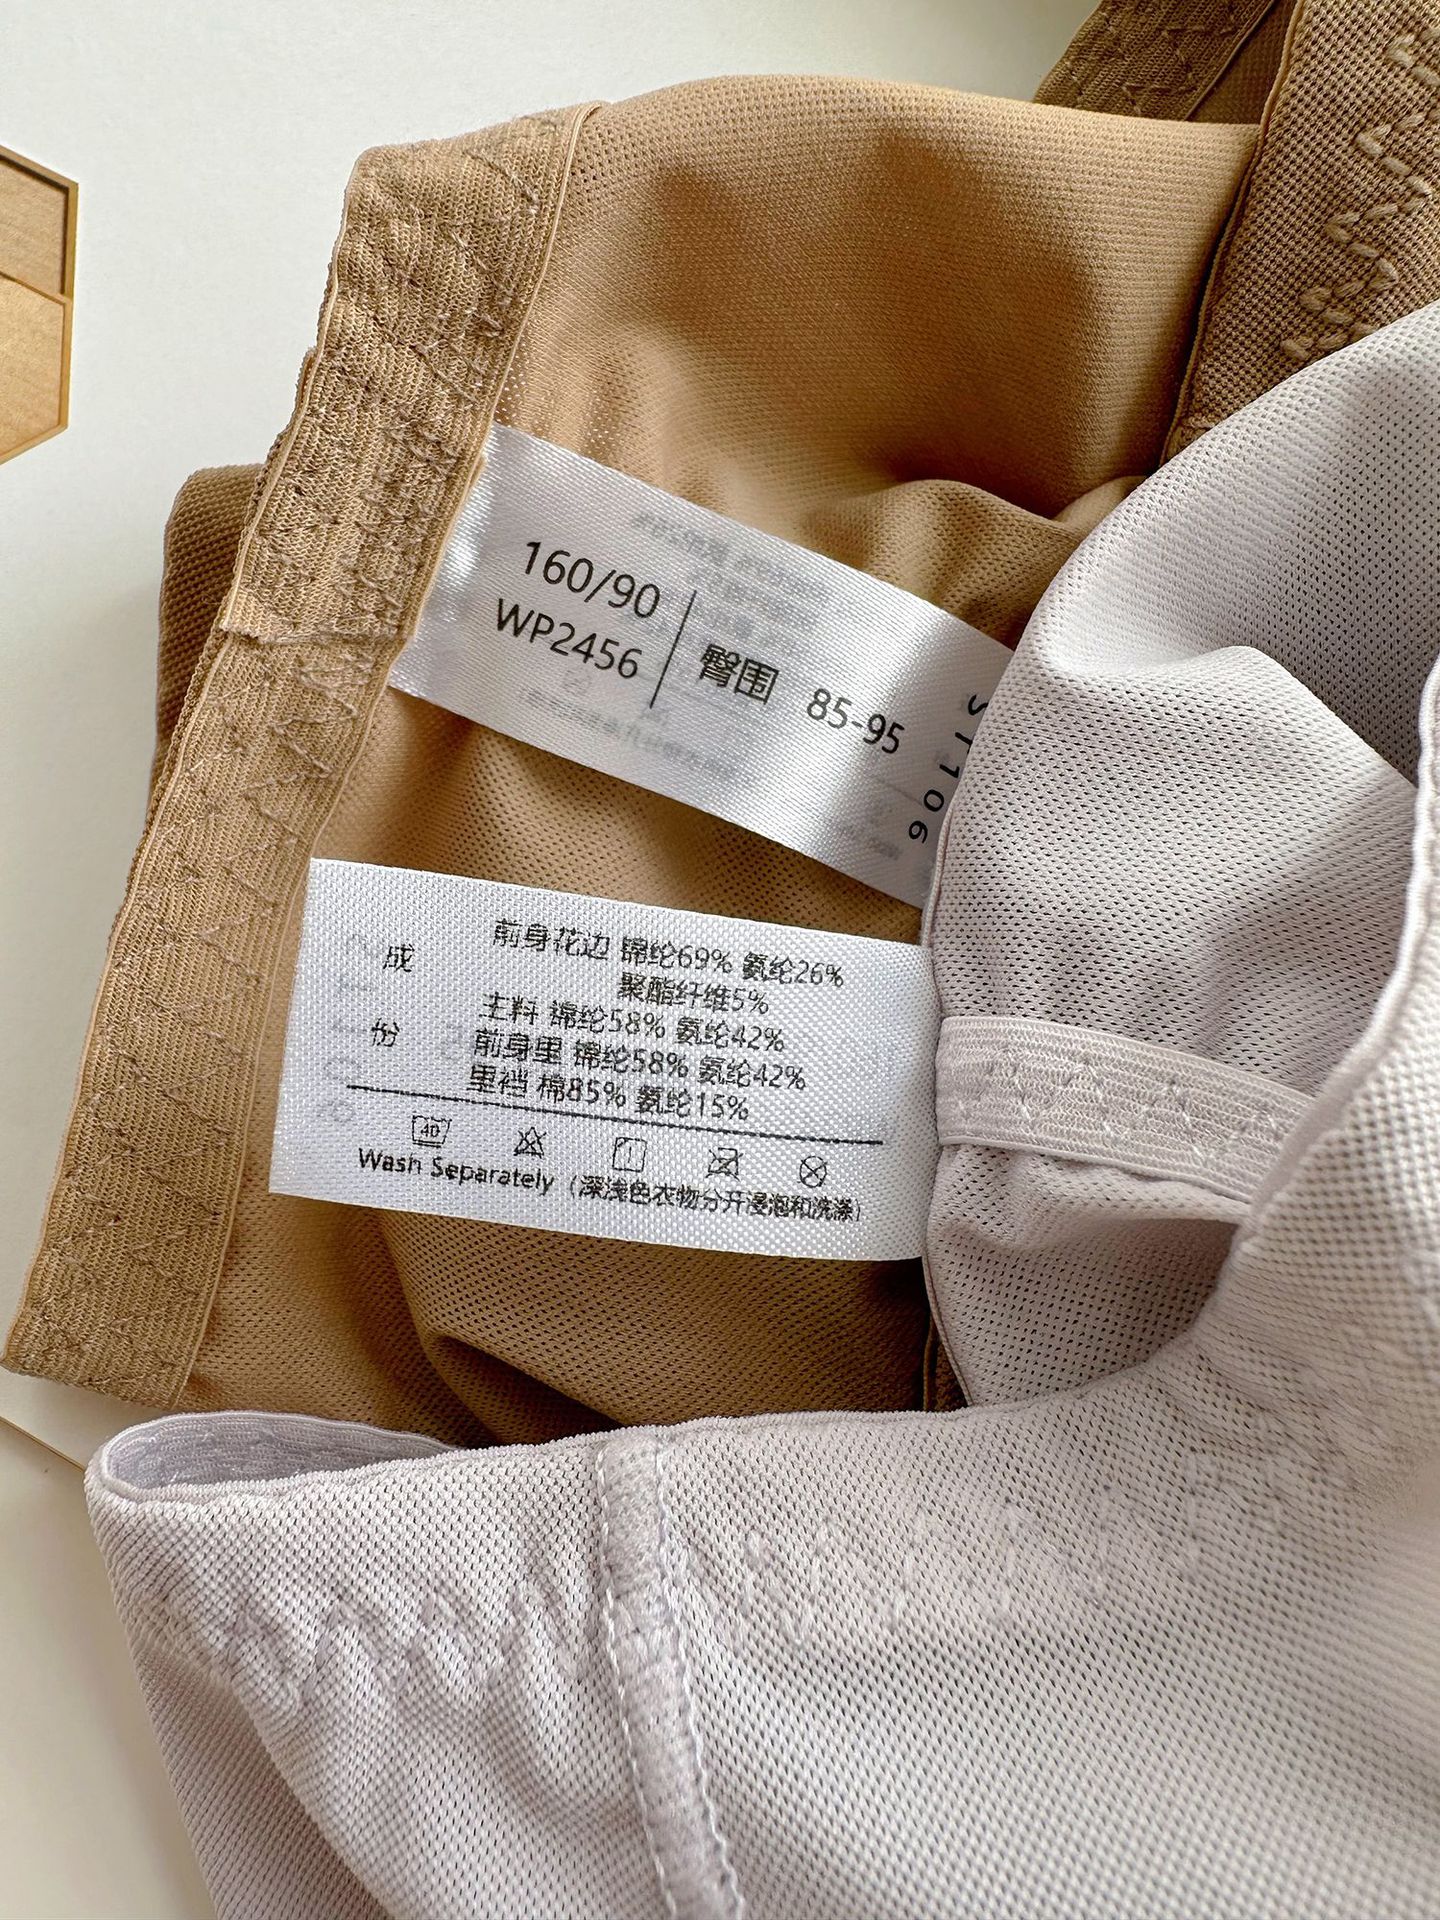 160/90
WP2456
臀围 85-95
ST106
成份
前身花边 锦纶69% 氨纶26%
聚酯纤维5%
主料 锦纶58% 氨纶42%
前身里 锦纶58% 氨纶42%
里裆 棉85% 氨纶15%
40
Wash Separately（深浅色衣物分开浸泡和洗涤）